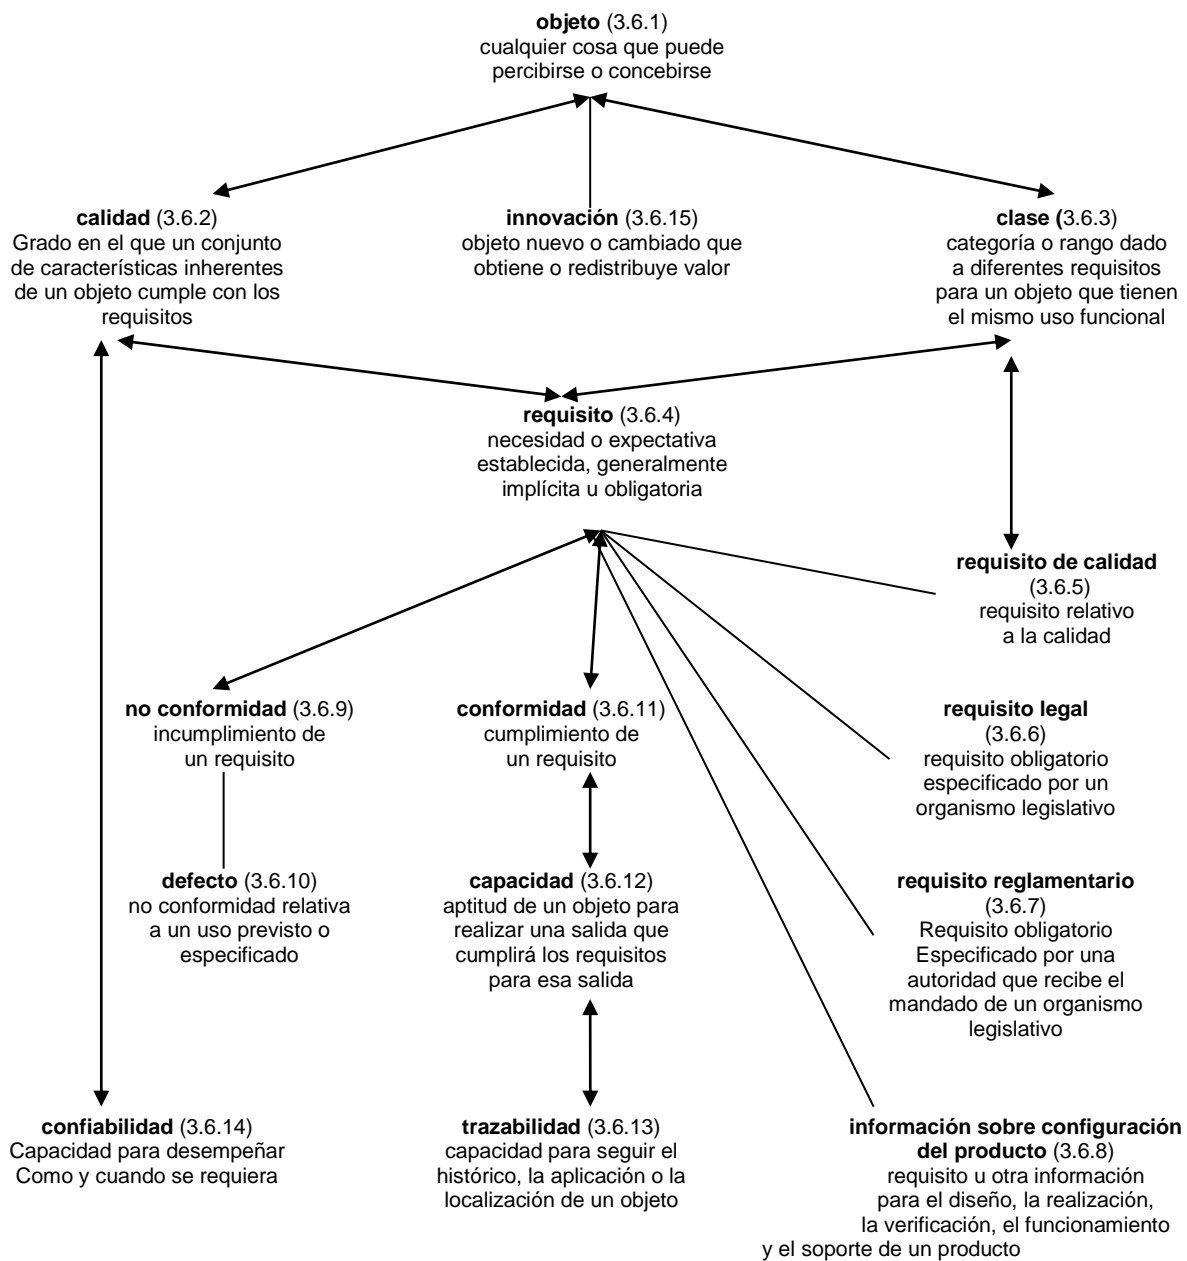 objeto (3.6.1)
cualquier cosa que puede
percibirse o concebirse
calidad (3.6.2)
Grado en el que un conjunto
de características inherentes
de un objeto cumple con los
requisitos
innovación (3.6.15)
objeto nuevo o cambiado que
obtiene o redistribuye valor
clase (3.6.3)
categoría o rango dado
a diferentes requisitos
para un objeto que tienen
el mismo uso funcional
requisito (3.6.4)
necesidad o expectativa
establecida, generalmente
implícita u obligatoria
requisito de calidad
(3.6.5)
requisito relativo
a la calidad
no conformidad (3.6.9)
incumplimiento de
un requisito
conformidad (3.6.11)
cumplimiento de
un requisito
requisito legal
(3.6.6)
requisito obligatorio
especificado por un
organismo legislativo
defecto (3.6.10)
no conformidad relativa
a un uso previsto o
especificado
capacidad (3.6.12)
aptitud de un objeto para
realizar una salida que
cumplirá los requisitos
para esa salida
requisito reglamentario
(3.6.7)
Requisito obligatorio
Especificado por una
autoridad que recibe el
mandado de un organismo
legislativo
confiabilidad (3.6.14)
Capacidad para desempeñar
Como y cuando se requiera
trazabilidad (3.6.13)
capacidad para seguir el
histórico, la aplicación o la
localización de un objeto
información sobre configuración
del producto (3.6.8)
requisito u otra información
para el diseño, la realización,
la verificación, el funcionamiento
y el soporte de un producto